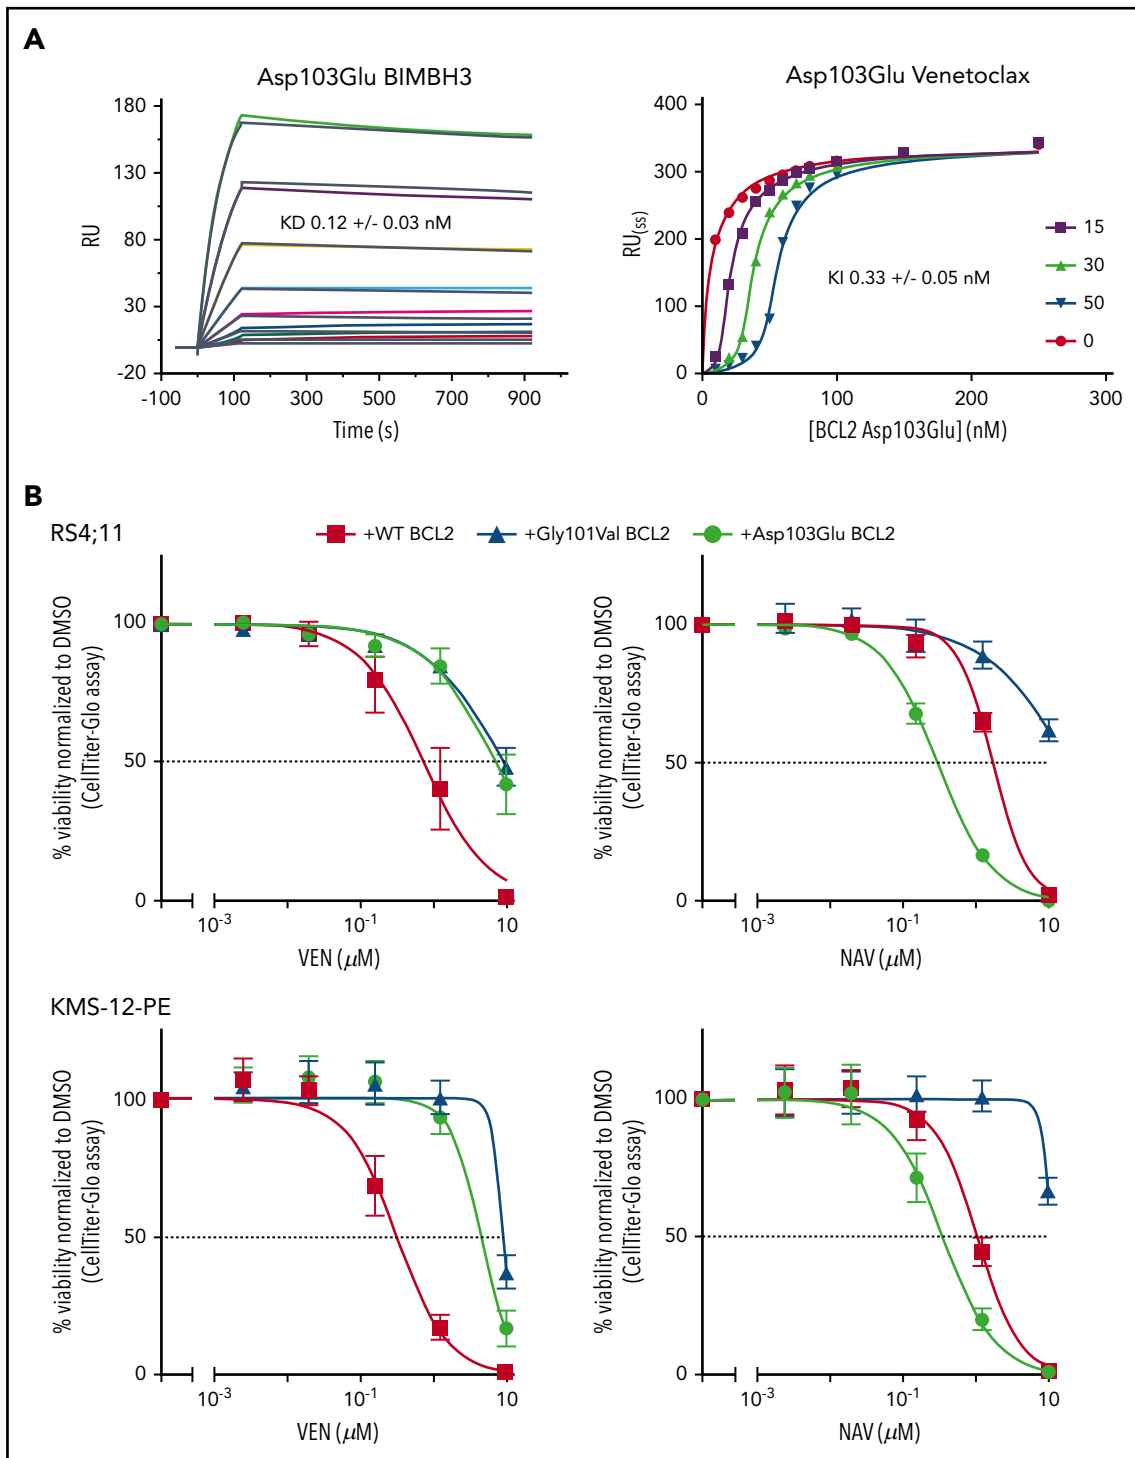 A
Asp103Glu BIMBH3
180
130
80
30
-20
RU
KD 0.12 +/- 0.03 nM
-100 100 300 500 700 900
Time (s)
Asp103Glu Venetoclax
400
300
200
100
0
RU(ss)
15
30
50
0
KI 0.33 +/- 0.05 nM
0 100 200 300
[BCL2 Asp103Glu] (nM)
B
RS4;11
+WT BCL2 +Gly101Val BCL2 +Asp103Glu BCL2
% viability normalized to DMSO
(CellTiter-Glo assay)
100
50
0
10-3 10-1 10
VEN (μM)
% viability normalized to DMSO
(CellTiter-Glo assay)
100
50
0
10-3 10-1 10
NAV (μM)
KMS-12-PE
% viability normalized to DMSO
(CellTiter-Glo assay)
100
50
0
10-3 10-1 10
VEN (μM)
% viability normalized to DMSO
(CellTiter-Glo assay)
100
50
0
10-3 10-1 10
NAV (μM)